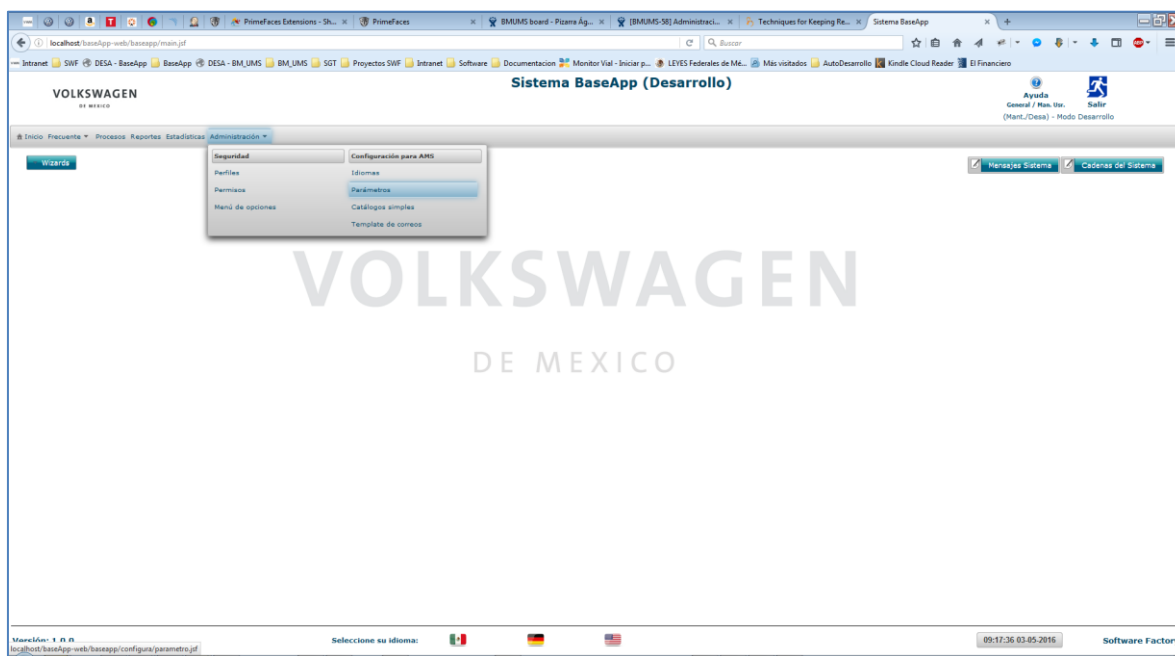 PrimeFaces Extensions - Sh...
PrimeFaces
BMUMS board - Pizarra Ág...
[BMUMS-58] Administraci...
Techniques for Keeping Re...
Sistema BaseApp
localhost/baseApp-web/baseapp/main.jsf
Buscar
Intranet SWF DESA - BaseApp BaseApp DESA - BM_UMS BM_UMS SGT Proyectos SWF Intranet Software Documentacion Monitor Vial - Iniciar p... LEYES Federales de Mé... Más visitados AutoDesarrollo Kindle Cloud Reader El Financiero
VOLKSWAGEN
DE MEXICO
Sistema BaseApp (Desarrollo)
Ayuda
General / Man. Usr.
Salir
(Mant./Desa) - Modo Desarrollo
Inicio Frecuente Procesos Reportes Estadísticas Administración
Wizards
Mensajes Sistema
Cadenas del Sistema
Seguridad
Perfiles
Permisos
Menú de opciones
Configuración para AMS
Idiomas
Parámetros
Catálogos simples
Template de correos
VOLKSWAGEN
DE MEXICO
Versión: 1.0.0
Seleccione su idioma:
09:17:36 03-05-2016
Software Factor
localhost/baseApp-web/baseapp/configura/parametro.jsf